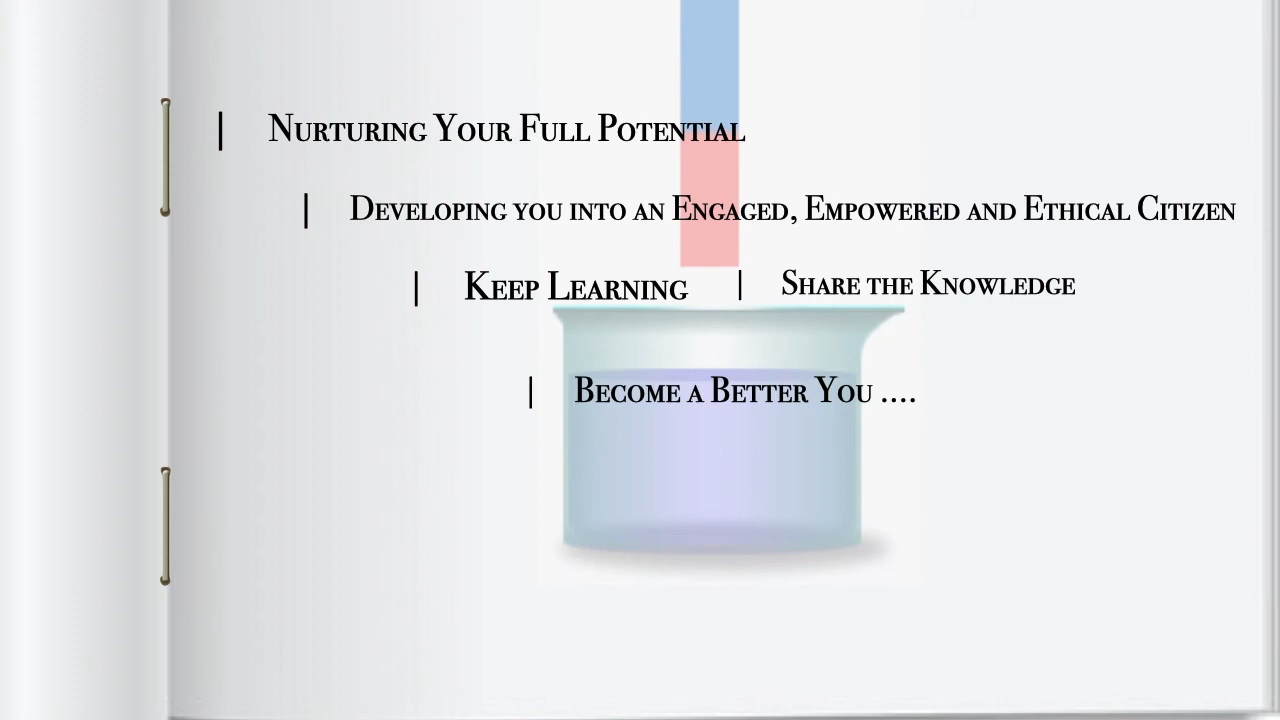 | Nurturing Your Full Potential
| Developing you into an Engaged, Empowered and Ethical Citizen
| Keep Learning | Share the Knowledge
| Become a Better You ....